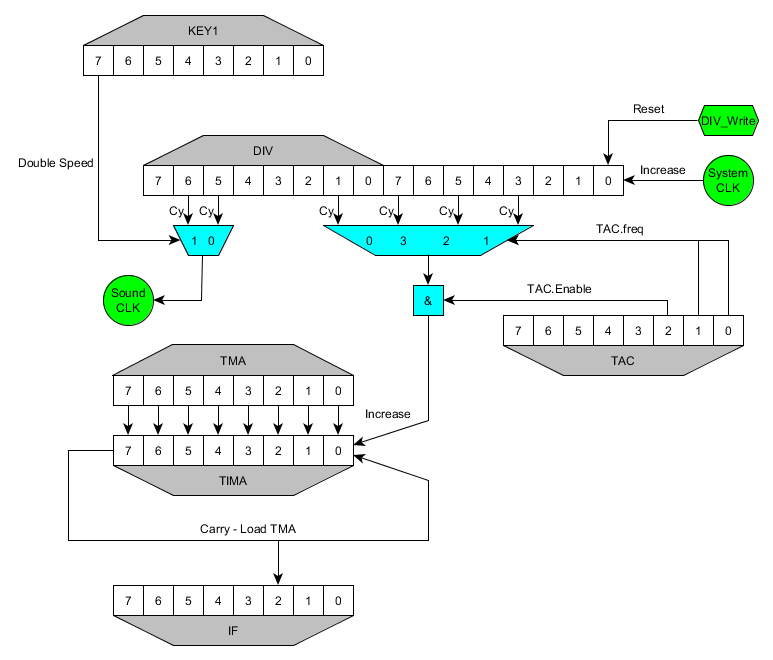 KEY1
7 6 5 4 3 2 1 0
Reset
DIV_Write
Double Speed
DIV
7 6 5 4 3 2 1 0 7 6 5 4 3 2 1 0
Increase
System
CLK
Cy Cy Cy Cy Cy Cy
1 0
0 3 2 1
TAC.freq
Sound
CLK
&
TAC.Enable
7 6 5 4 3 2 1 0
TAC
TMA
7 6 5 4 3 2 1 0
Increase
7 6 5 4 3 2 1 0
TIMA
Carry - Load TMA
7 6 5 4 3 2 1 0
IF